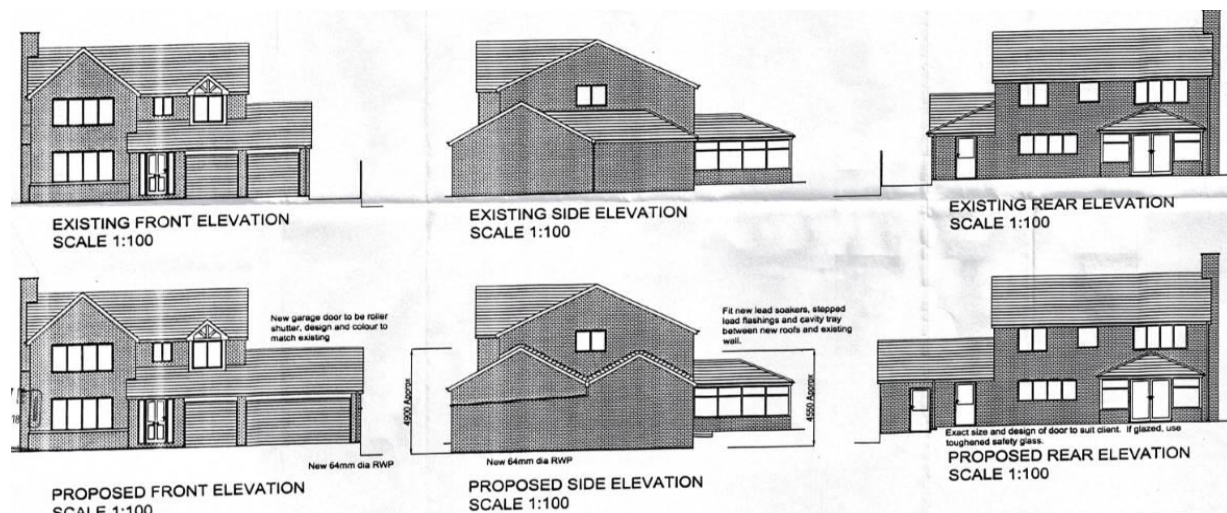 EXISTING FRONT ELEVATION
SCALE 1:100
EXISTING SIDE ELEVATION
SCALE 1:100
EXISTING REAR ELEVATION
SCALE 1:100
New garage door to be roller
shutter, design and colour to
match existing
Fit new lead soakers, stepped
lead flashings and cavity tray
between new roofs and existing
wall.
4900 Approx
4550 Approx
New 64mm dia RWP
New 64mm dia RWP
Exact size and design of door to suit client. If glazed, use
toughened safety glass.
PROPOSED FRONT ELEVATION
SCALE 1:100
PROPOSED SIDE ELEVATION
SCALE 1:100
PROPOSED REAR ELEVATION
SCALE 1:100